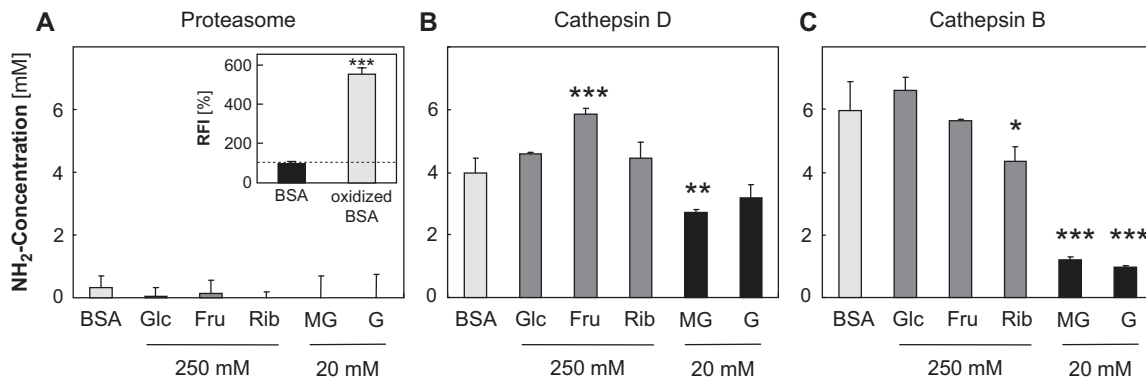 A Proteasome
NH₂-Concentration [mM]
6
4
2
0
BSA Glc Fru Rib MG G
250 mM 20 mM
RFI [%]
600
400
200
0
***
BSA oxidized
BSA
B Cathepsin D
6
4
2
0
***
**
BSA Glc Fru Rib MG G
250 mM 20 mM
C Cathepsin B
6
4
2
0
*
*** ***
BSA Glc Fru Rib MG G
250 mM 20 mM